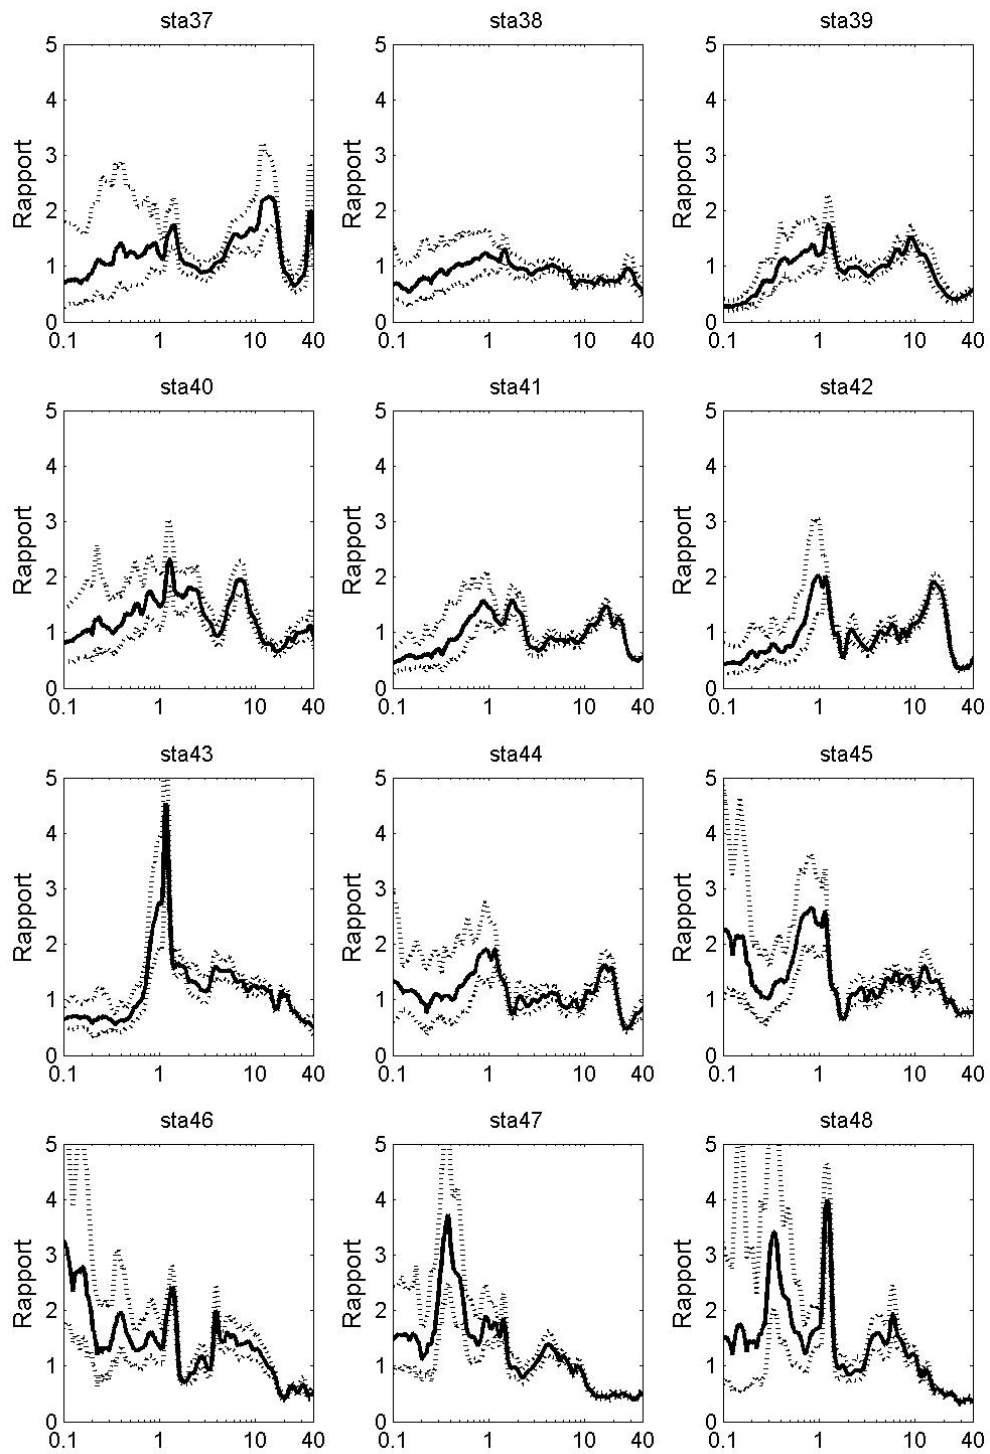 sta37 sta38 sta39
5 5 5
4 4 4
3 3 3
Rapport Rapport Rapport
2 2 2
1 1 1
0 0 0
0.1 1 10 40 0.1 1 10 40 0.1 1 10 40
sta40 sta41 sta42
5 5 5
4 4 4
3 3 3
Rapport Rapport Rapport
2 2 2
1 1 1
0 0 0
0.1 1 10 40 0.1 1 10 40 0.1 1 10 40
sta43 sta44 sta45
5 5 5
4 4 4
3 3 3
Rapport Rapport Rapport
2 2 2
1 1 1
0 0 0
0.1 1 10 40 0.1 1 10 40 0.1 1 10 40
sta46 sta47 sta48
5 5 5
4 4 4
3 3 3
Rapport Rapport Rapport
2 2 2
1 1 1
0 0 0
0.1 1 10 40 0.1 1 10 40 0.1 1 10 40